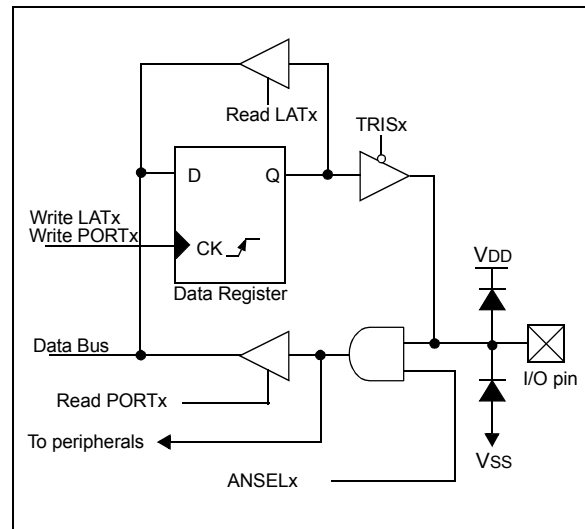 Read LATx
TRISx
D
Q
Write LATx
Write PORTx
CK
Data Register
VDD
Data Bus
I/O pin
Read PORTx
To peripherals
VSS
ANSELx